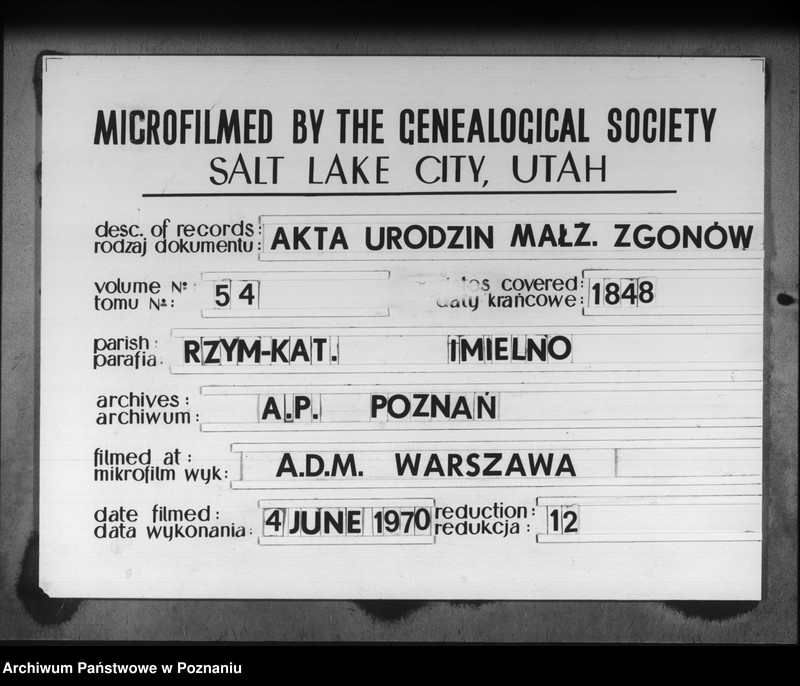 MICROFILMED BY THE GENEALOGICAL SOCIETY
SALT LAKE CITY, UTAH
desc. of records:
rodzaj dokumentu:
AKTA URODZIN MAŁŻ. ZGONÓW
volume Nº:
tomu Nº:
54
covered:
daty krańcowe:
1848
parish:
parafia:
RZYM-KAT. IMIELNO
archives:
archiwum:
A.P. POZNAŃ
filmed at:
mikrofilm wyk:
A.D.M. WARSZAWA
date filmed:
data wykonania:
4 JUNE 1970
reduction:
redukcja:
12
Archiwum Państwowe w Poznaniu